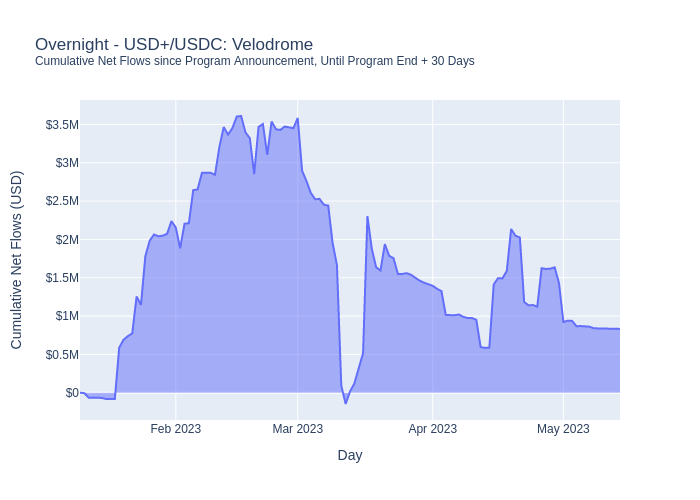 Overnight - USD+/USDC: Velodrome
Cumulative Net Flows since Program Announcement, Until Program End + 30 Days
$3.5M
$3M
$2.5M
$2M
$1.5M
$1M
$0.5M
$0
Cumulative Net Flows (USD)
Feb 2023
Mar 2023
Apr 2023
May 2023
Day